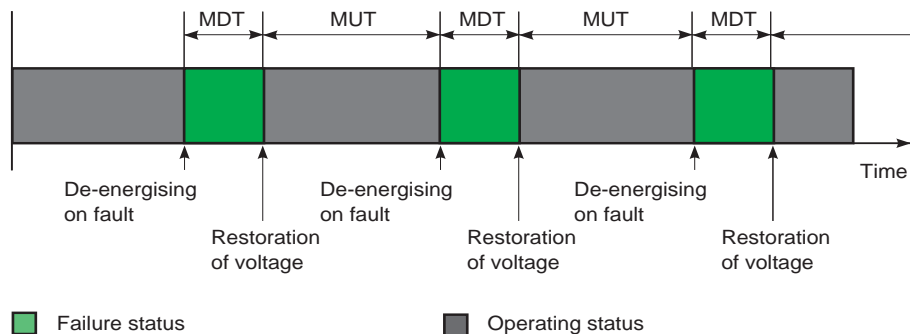 MDT MUT MDT MUT MDT
Time
De-energising De-energising De-energising
on fault on fault on fault
Restoration Restoration Restoration
of voltage of voltage of voltage
Failure status Operating status